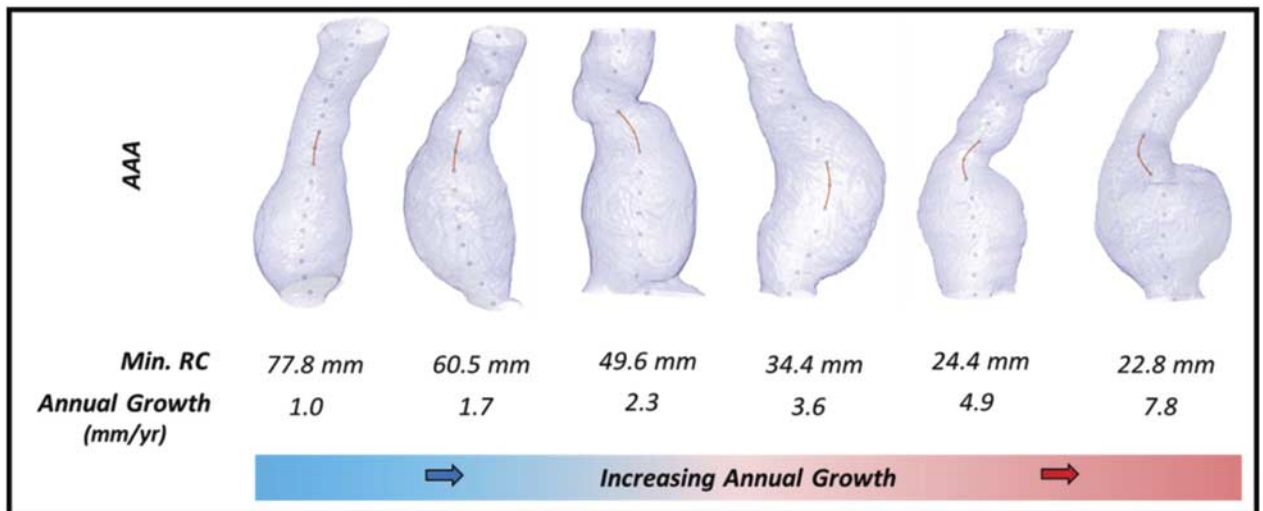 AAA
Min. RC 77.8 mm 60.5 mm 49.6 mm 34.4 mm 24.4 mm 22.8 mm
Annual Growth 1.0 1.7 2.3 3.6 4.9 7.8
(mm/yr)
Increasing Annual Growth